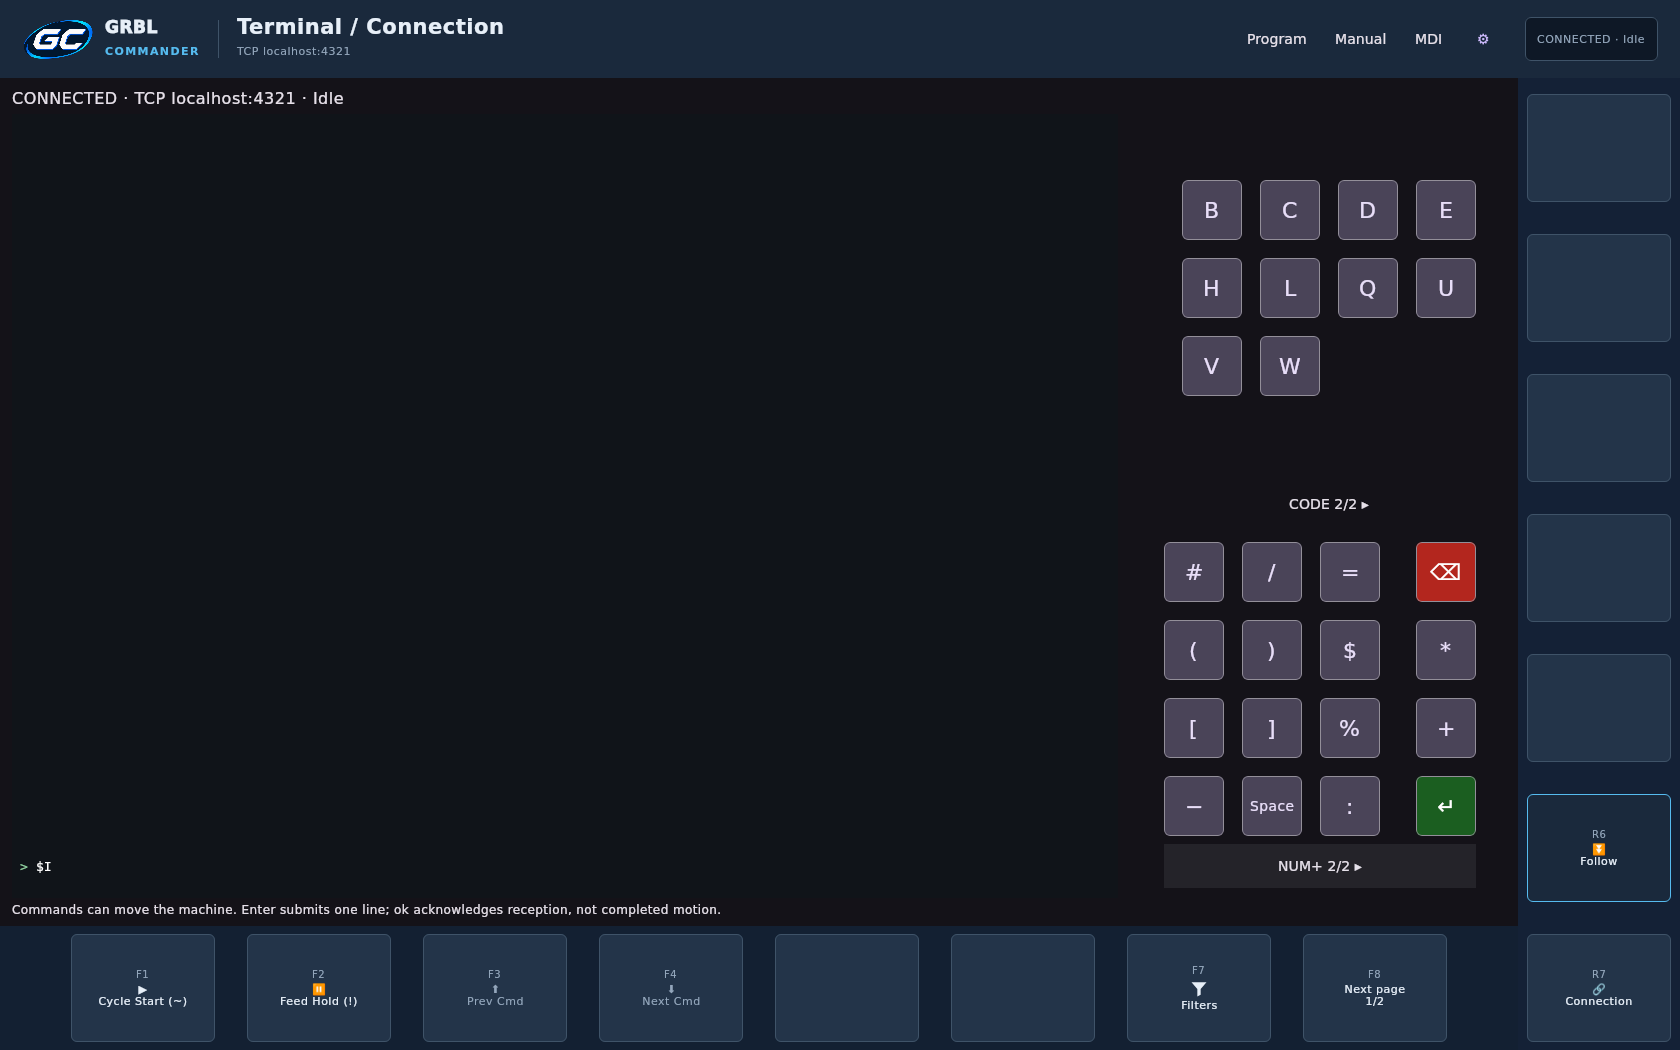 GC GRBL
COMMANDER
Terminal / Connection
TCP localhost:4321
Program Manual MDI ⚙ CONNECTED · Idle
CONNECTED · TCP localhost:4321 · Idle
B C D E
H L Q U
V W
CODE 2/2 ▸
# / = ⌫
( ) $ *
[ ] % +
− Space : ↵
NUM+ 2/2 ▸
> $I
Commands can move the machine. Enter submits one line; ok acknowledges reception, not completed motion.
R6
⏬
Follow
F1
▶
Cycle Start (~)
F2
⏸
Feed Hold (!)
F3
⬆
Prev Cmd
F4
⬇
Next Cmd
F7
Filters
F8
Next page
1/2
R7
🔗
Connection